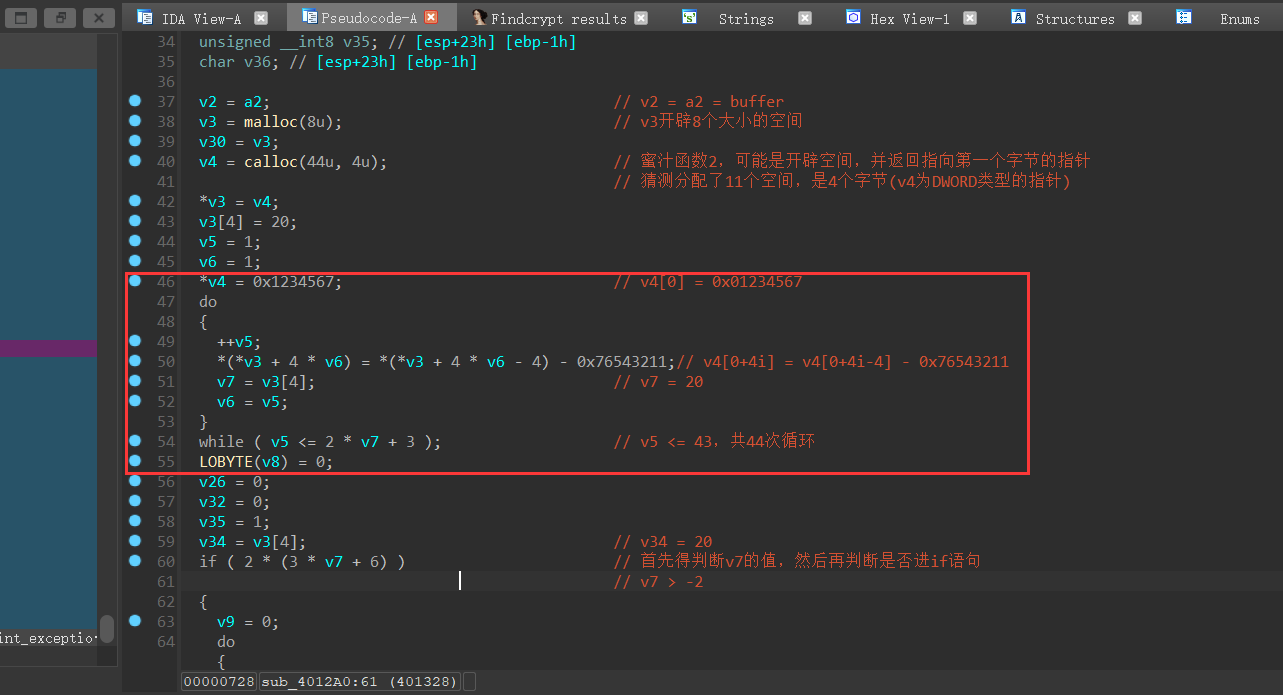 IDA View-A Pseudocode-A Findcrypt results Strings Hex View-1 Structures Enums
34 unsigned __int8 v35; // [esp+23h] [ebp-1h]
35 char v36; // [esp+23h] [ebp-1h]
36
37 v2 = a2; // v2 = a2 = buffer
38 v3 = malloc(8u); // v3开辟8个大小的空间
39 v30 = v3;
40 v4 = calloc(44u, 4u); // 蜜汁函数2，可能是开辟空间，并返回指向第一个字节的指针
41 // 猜测分配了11个空间，是4个字节(v4为DWORD类型的指针)
42 *v3 = v4;
43 v3[4] = 20;
44 v5 = 1;
45 v6 = 1;
46 *v4 = 0x1234567; // v4[0] = 0x01234567
47 do
48 {
49 ++v5;
50 *(*v3 + 4 * v6) = *(*v3 + 4 * v6 - 4) - 0x76543211;// v4[0+4i] = v4[0+4i-4] - 0x76543211
51 v7 = v3[4]; // v7 = 20
52 v6 = v5;
53 }
54 while ( v5 <= 2 * v7 + 3 ); // v5 <= 43，共44次循环
55 LOBYTE(v8) = 0;
56 v26 = 0;
57 v32 = 0;
58 v35 = 1;
59 v34 = v3[4]; // v34 = 20
60 if ( 2 * (3 * v7 + 6) ) // 首先得判断v7的值，然后再判断是否进if语句
61 // v7 > -2
62 {
63 v9 = 0;
64 do
{
int_exceptio
00000728 sub_4012A0:61 (401328)